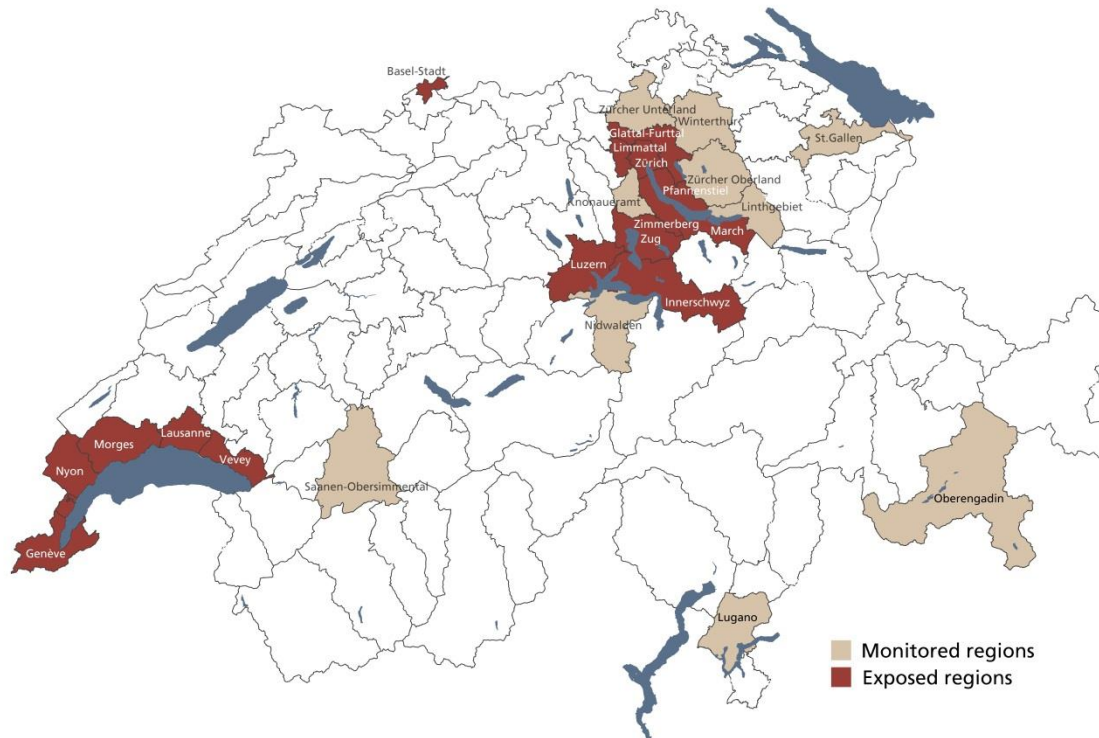 Basel-Stadt
Zürcher Unterland
Winterthur
Glattal-Furttal
St.Gallen
Limmattal
Zürich
Zürcher Oberland
Pfannenstiel
Knonaueramt
Linthgebiet
Zimmerberg
March
Zug
Luzern
Innerschwyz
Nidwalden
Lausanne
Morges
Vevey
Nyon
Saanen-Obersimmental
Oberengadin
Genève
Lugano
Monitored regions
Exposed regions